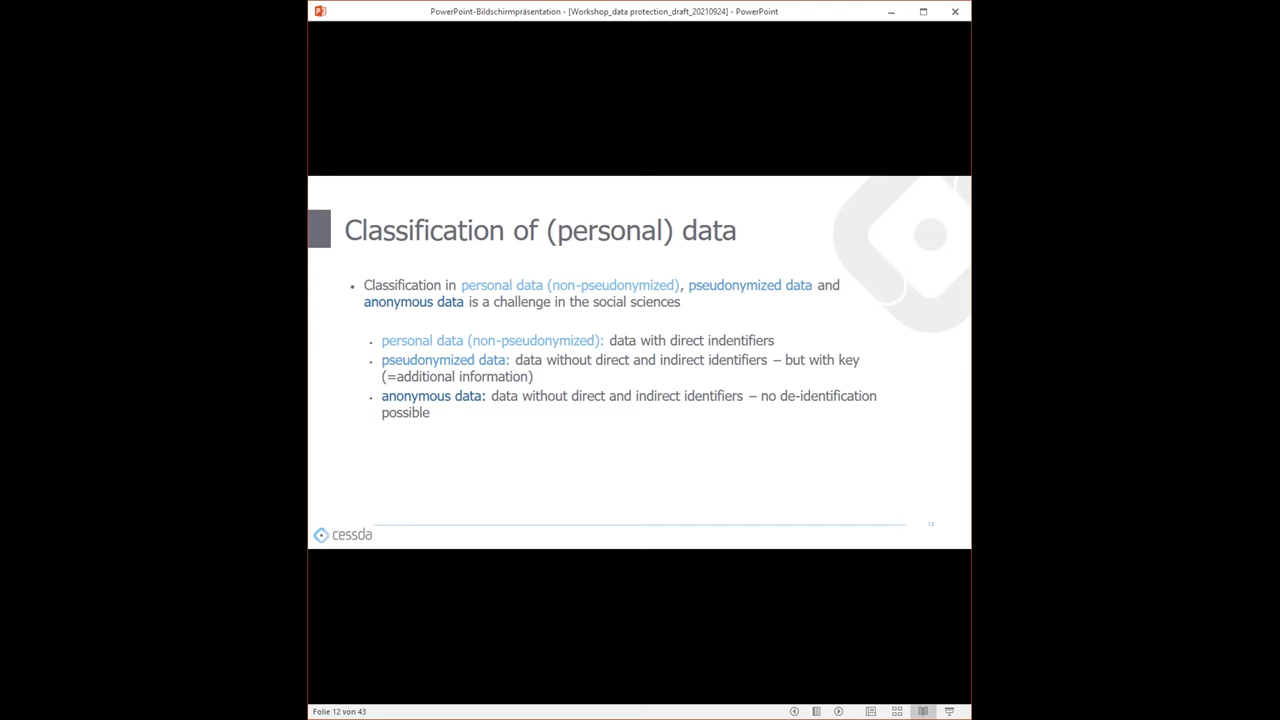 PowerPoint-Bildschirmpräsentation - [Workshop_data protection_draft_20210924] - PowerPoint
Classification of (personal) data
• Classification in personal data (non-pseudonymized), pseudonymized data and
anonymous data is a challenge in the social sciences
• personal data (non-pseudonymized): data with direct indentifiers
• pseudonymized data: data without direct and indirect identifiers – but with key
(=additional information)
• anonymous data: data without direct and indirect identifiers – no de-identification
possible
12
cessda
Folie 12 von 43